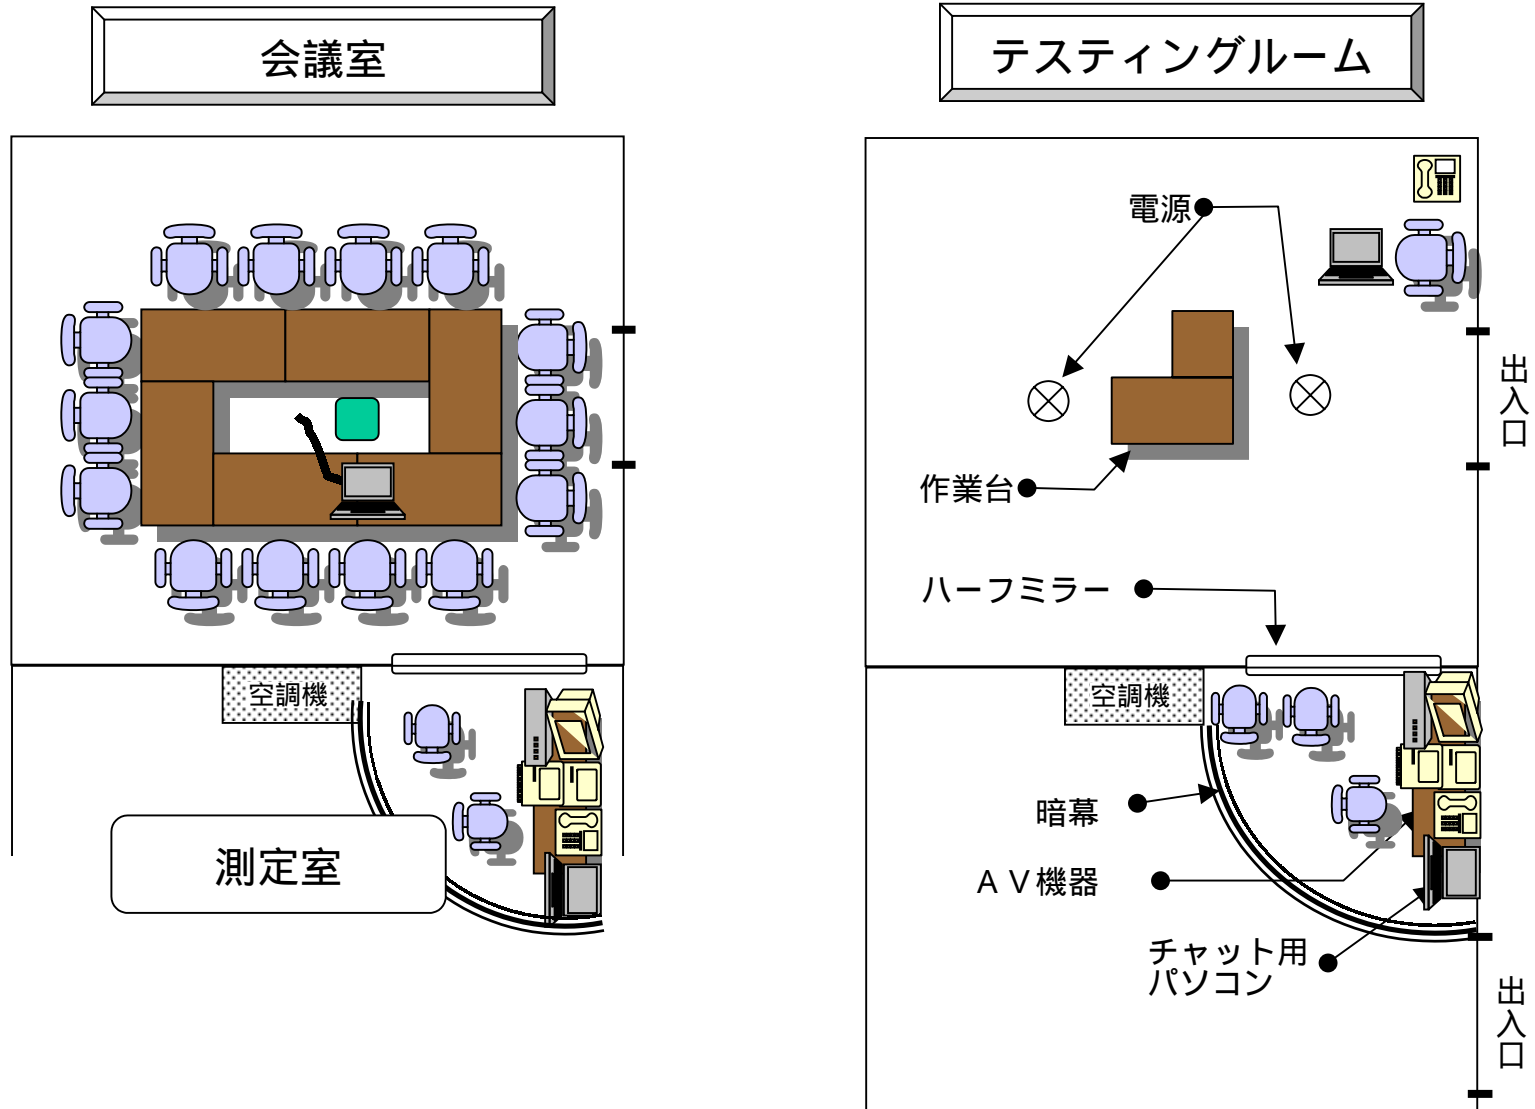 会議室
テスティングルーム
電源
出入口
作業台
ハーフミラー
空調機
空調機
測定室
暗幕
ＡＶ機器
チャット用
パソコン
出入口